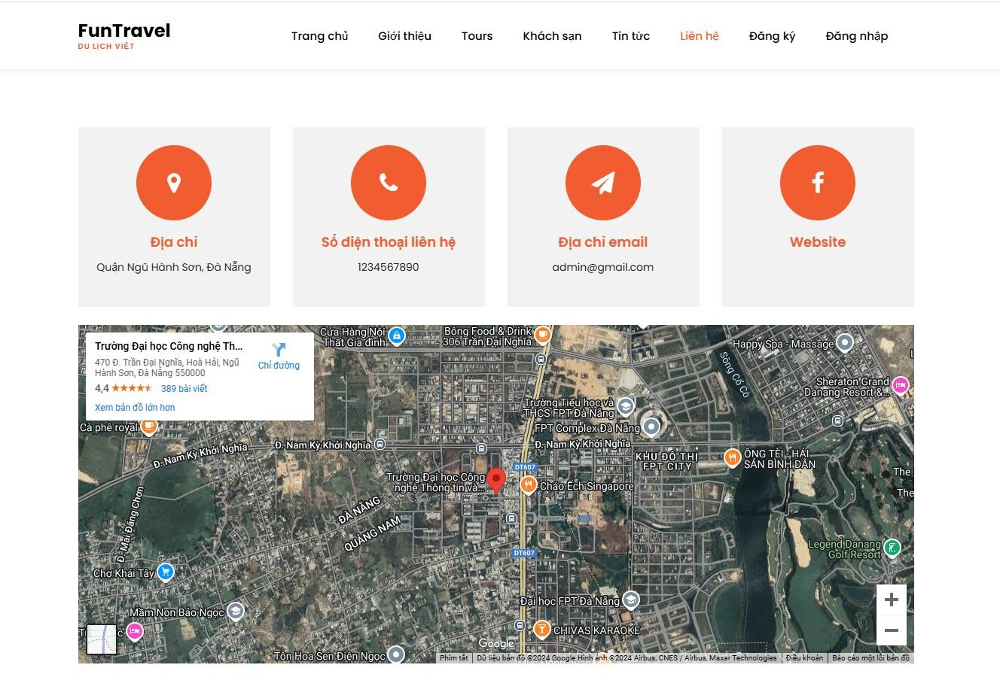 FunTravel
DU LỊCH VIỆT
Trang chủ
Giới thiệu
Tours
Khách sạn
Tin tức
Liên hệ
Đăng ký
Đăng nhập
Địa chỉ
Quận Ngũ Hành Sơn, Đà Nẵng
Số điện thoại liên hệ
1234567890
Địa chỉ email
admin@gmail.com
Website
Trường Đại học Công nghệ Th...
470 Đ. Trần Đại Nghĩa, Hoà Hải, Ngũ
Hành Sơn, Đà Nẵng 550000
4,4
389 bài viết
Xem bản đồ lớn hơn
Chỉ đường
Cửa Hàng Nội
Thất Gia đình
Bông Food & Drink
306 Trần Đại Nghĩa
Happy Spa - Massage
Sông Cổ Cò
Sheraton Grand
Danang Resort &...
Trường Tiểu học và
THCS FPT Đà Nẵng
FPT Complex Đà Nẵng
Cà phê royal
Đ. Nam Kỳ Khởi Nghĩa
Đ. Nam Kỳ Khởi Nghĩa
Đ. Nam Kỳ Khởi Nghĩa
KHU ĐÔ THỊ
FPT CITY
ÔNG TÈI - HẢI
SẢN BÌNH DÂN
DT607
The
Trường Đại học Công
nghệ Thông tin và...
Cháo Ếch Singapore
The
Đ. Mai Đăng Chơn
ĐÀ NẴNG
QUẢNG NAM
DT607
Legend Danang
Golf Resort
Chợ Khái Tây
Mầm Non Bảo Ngọc
Đại học FPT Đà Nẵng
CHIVAS KARAOKE
Tôn Hoa Sen Điện Ngọc
Google
Phím tắt
Dữ liệu bản đồ ©2024 Google Hình ảnh ©2024 Airbus, CNES / Airbus, Maxar Technologies
Điều khoản
Báo cáo một lỗi bản đồ